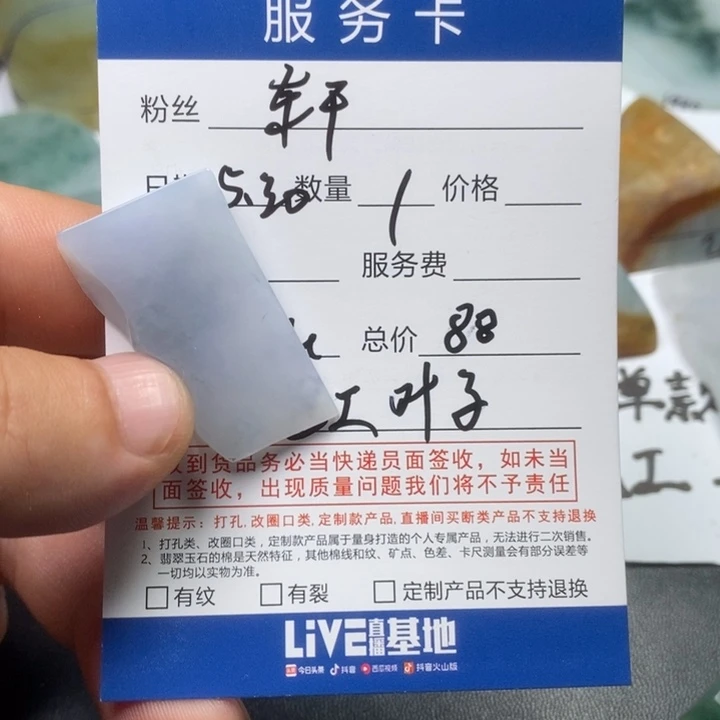 服务卡
粉丝
5.30 数量 1 价格
服务费
总价 88
工 叶子
到货品务必当快递员面签收，如未当
面签收，出现质量问题我们将不予责任
温馨提示：打孔,改圈口类,定制款产品,直播间买断类产品不支持退换
1、打孔类、改圈口类，定制款产品属于量身打造的个人专属产品，无法进行二次销售。
2、翡翠玉石的棉是天然特征，其他棉线和纹、矿点、色差、卡尺测量会有部分误差等
一切均以实物为准。
有纹 有裂 定制产品不支持退换
LiVE直播基地
今日头条 抖音 西瓜视频 抖音火山版
单款
工